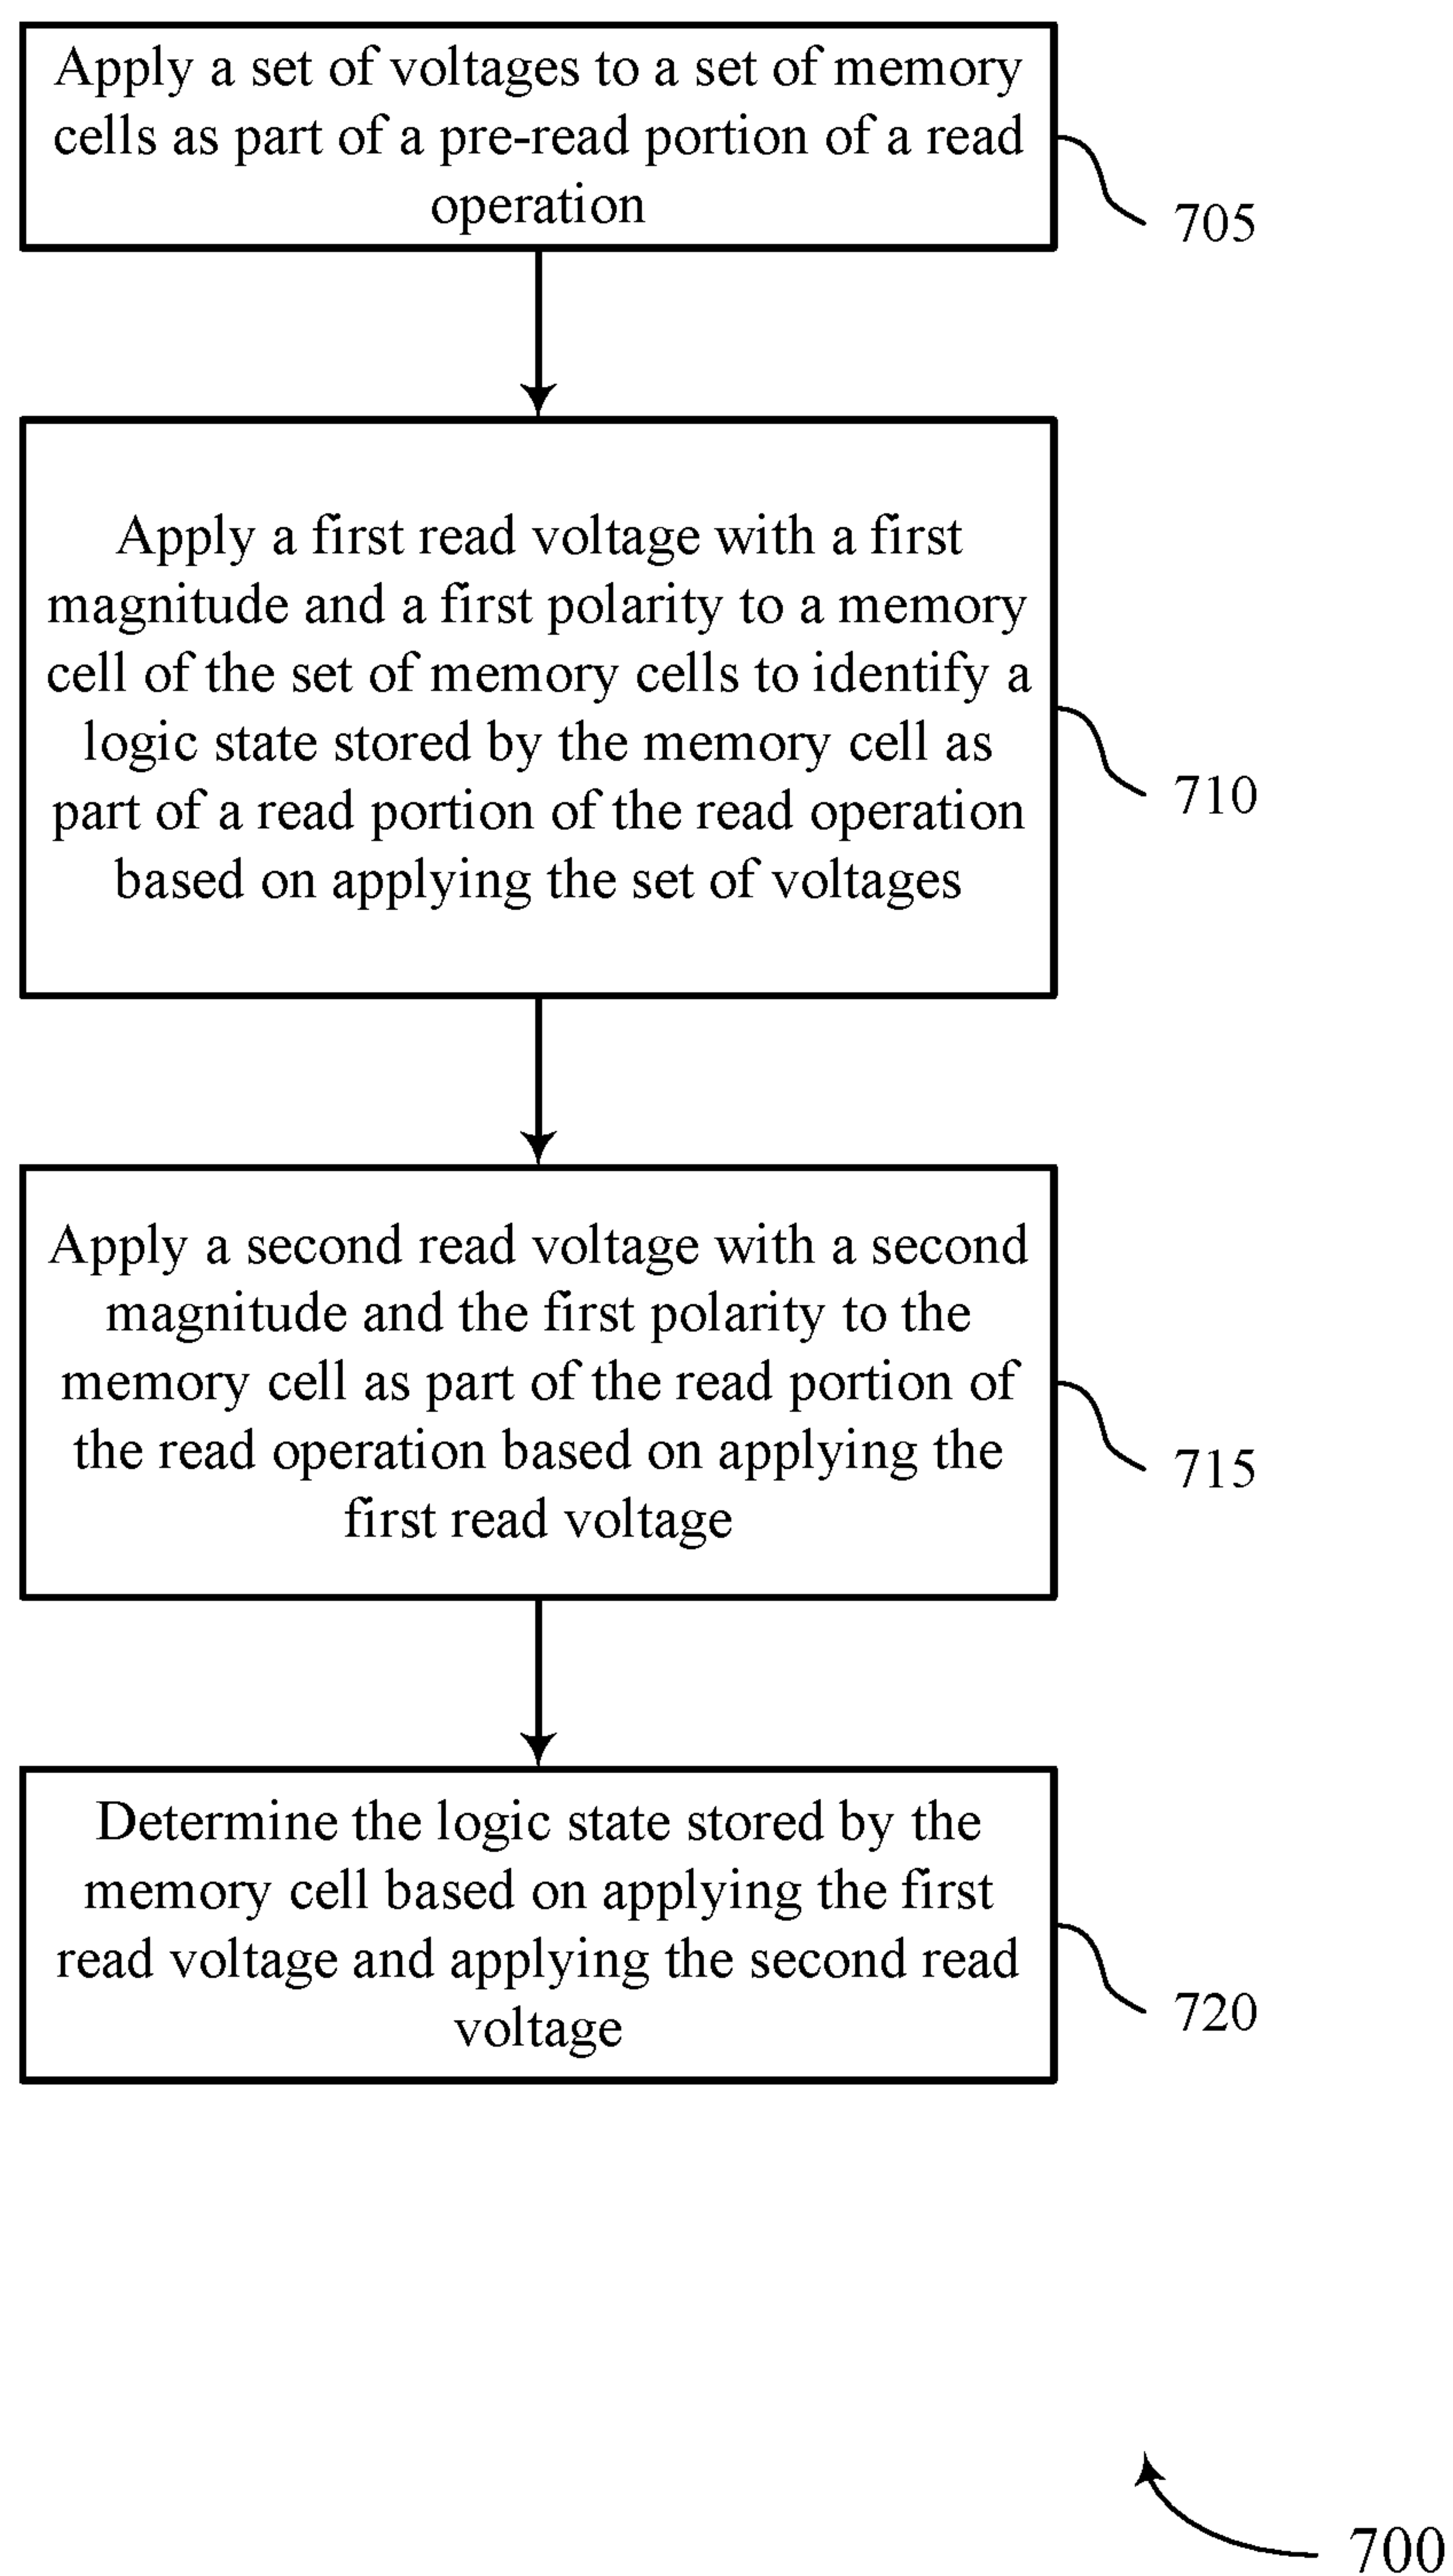 Apply a set of voltages to a set of memory
cells as part of a pre-read portion of a read
operation
705
Apply a first read voltage with a first
magnitude and a first polarity to a memory
cell of the set of memory cells to identify a
logic state stored by the memory cell as
part of a read portion of the read operation
based on applying the set of voltages
710
Apply a second read voltage with a second
magnitude and the first polarity to the
memory cell as part of the read portion of
the read operation based on applying the
first read voltage
715
Determine the logic state stored by the
memory cell based on applying the first
read voltage and applying the second read
voltage
720
700